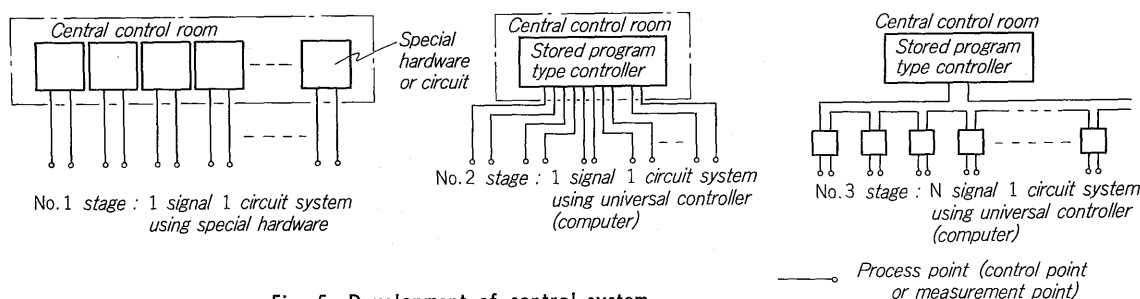 Central control room
Special
hardware
or circuit
No.1 stage : 1 signal 1 circuit system
using special hardware
Central control room
Stored program
type controller
No.2 stage : 1 signal 1 circuit system
using universal controller
(computer)
Central control room
Stored program
type controller
No.3 stage : N signal 1 circuit system
using universal controller
(computer)
Process point (control point
or measurement point)
of control system